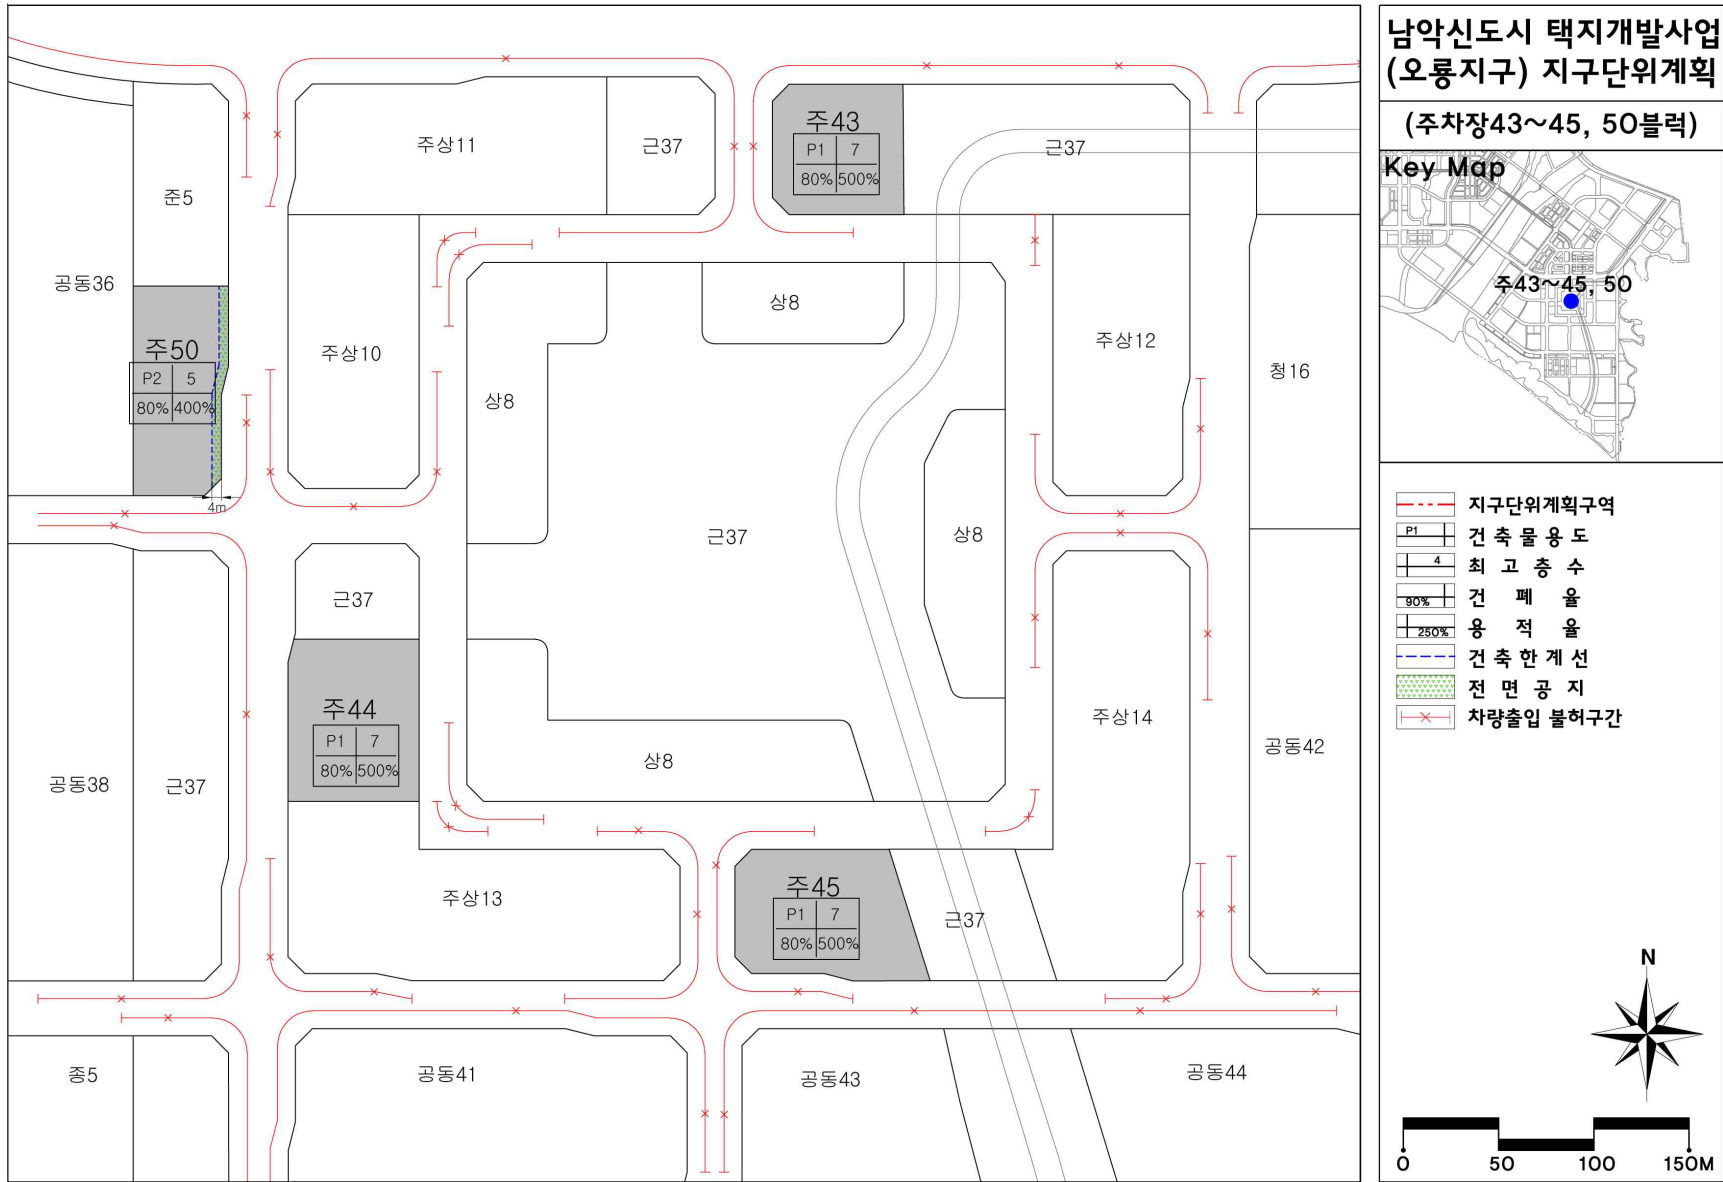 남악신도시 택지개발사업
(오룡지구) 지구단위계획
(주차장43~45, 50블럭)
Key Map
주43~45, 50
지구단위계획구역
P1 건축물용도
4 최고층수
90% 건폐율
250% 용적율
건축한계선
전면공지
차량출입 불허구간
N
0 50 100 150M
주상11
근37
주43
P1 7
80% 500%
근37
준5
공동36
주50
P2 5
80% 400%
4m
주상10
상8
상8
주상12
청16
근37
상8
근37
주44
P1 7
80% 500%
상8
주상14
공동42
공동38
근37
주상13
주45
P1 7
80% 500%
근37
종5
공동41
공동43
공동44